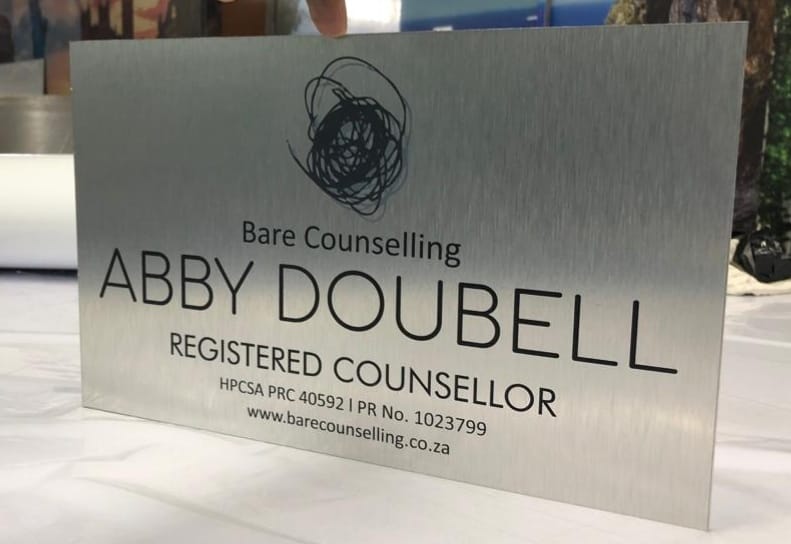 Bare Counselling
ABBY DOUBELL
REGISTERED COUNSELLOR
HPCSA PRC 40592 | PR No. 1023799
www.barecounselling.co.za